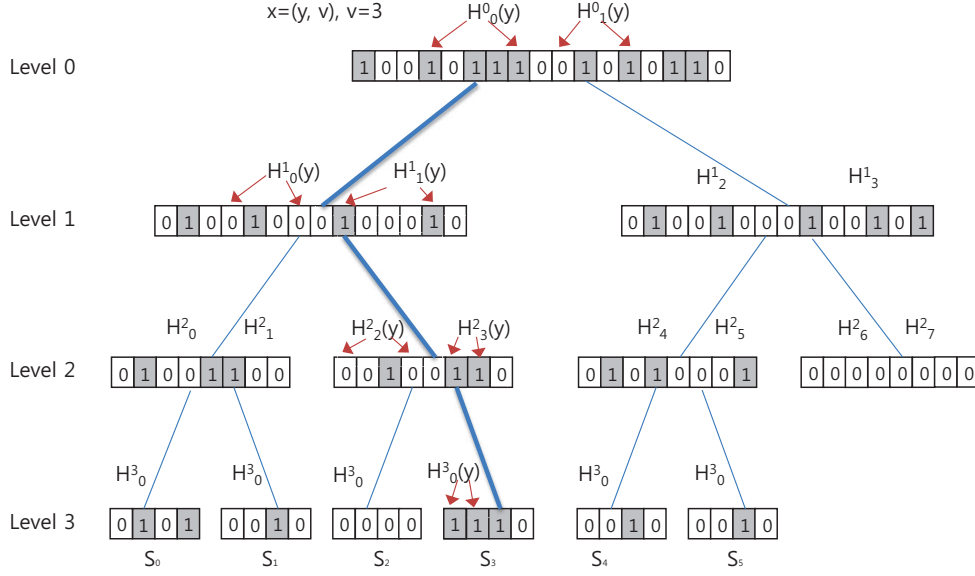 x=(y, v), v=3 H⁰₀(y) H⁰₁(y)
Level 0 1 0 0 1 0 1 1 1 0 0 1 0 1 0 1 1 0
H¹₀(y) H¹₁(y) H¹₂ H¹₃
Level 1 0 1 0 0 1 0 0 0 1 0 0 0 1 0 0 1 0 0 1 0 0 0 1 0 0 1 0 1
H²₀ H²₁ H²₂(y) H²₃(y) H²₄ H²₅ H²₆ H²₇
Level 2 0 1 0 0 1 1 0 0 0 0 1 0 0 1 1 0 0 1 0 1 0 0 0 1 0 0 0 0 0 0 0 0
H³₀ H³₀ H³₀ H³₀(y) H³₀ H³₀
Level 3 0 1 0 1 0 0 1 0 0 0 0 0 1 1 1 0 0 0 1 0 0 0 1 0
S₀ S₁ S₂ S₃ S₄ S₅